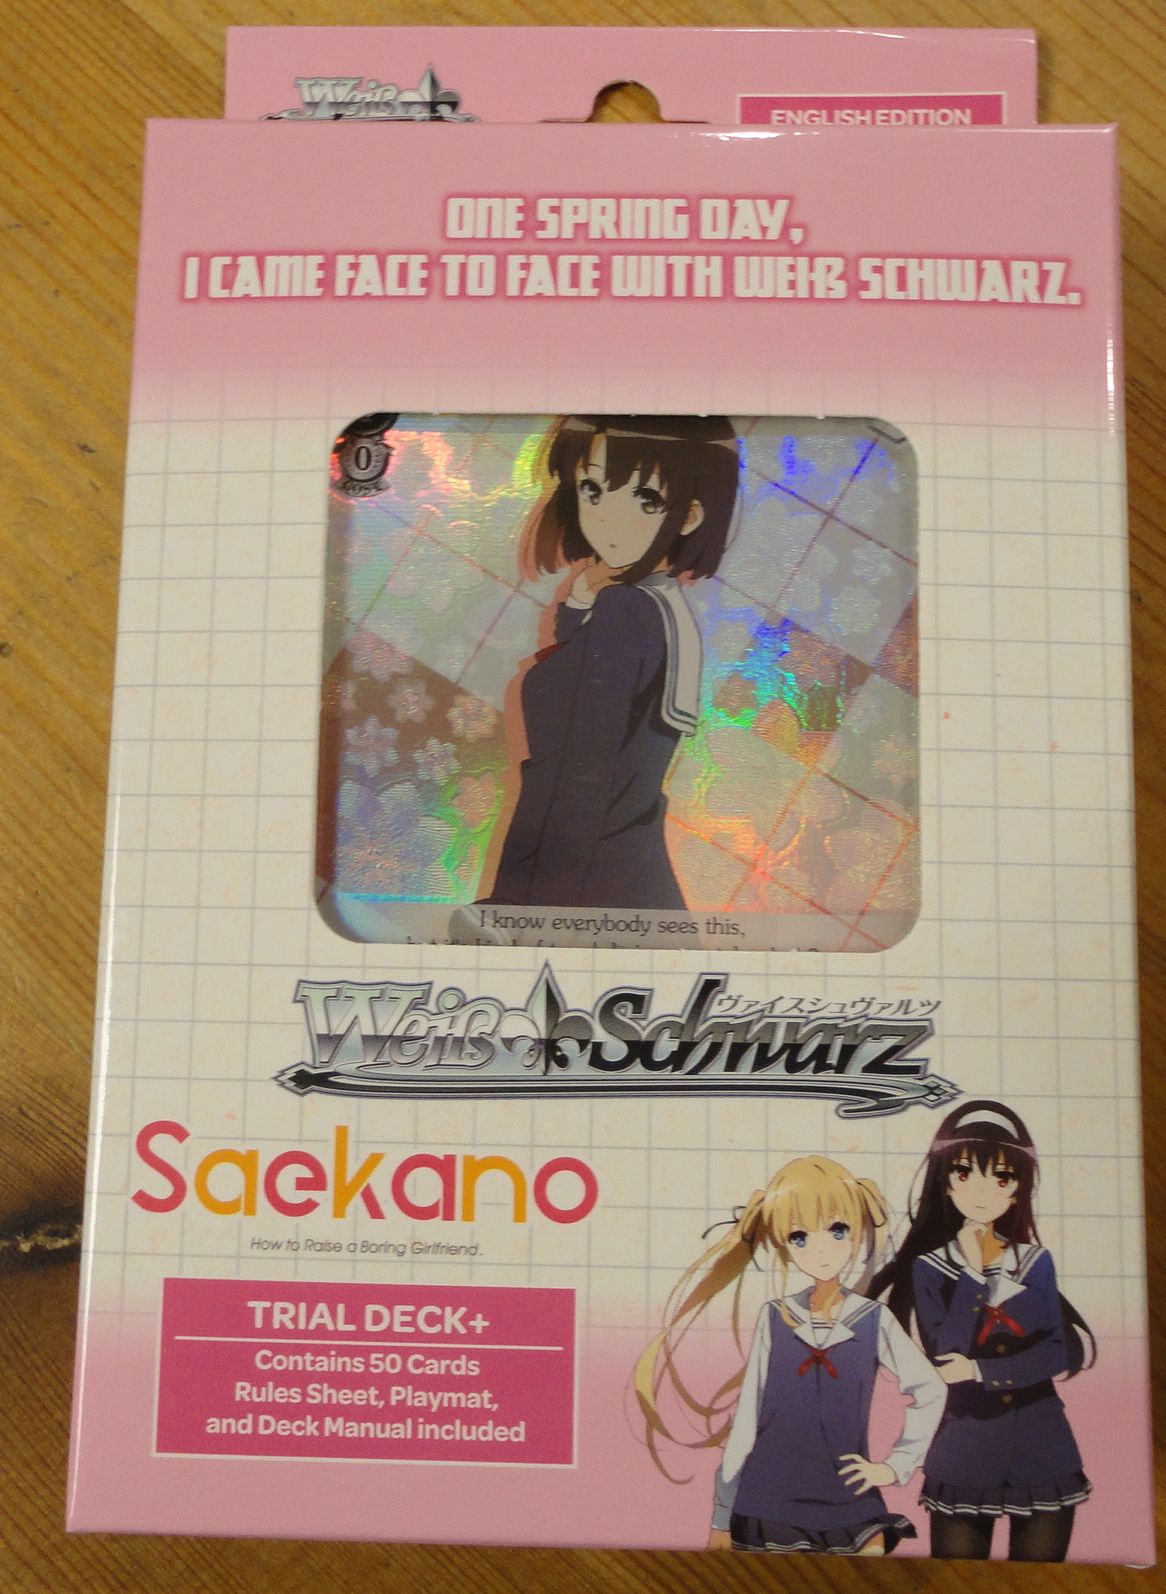 Weiß
ENGLISH EDITION
ONE SPRING DAY,
I CAME FACE TO FACE WITH WEIß SCHWARZ.
0
COST
I know everybody sees this,
Weiß Schwarz
ヴァイスシュヴァルツ
Saekano
How to Raise a Boring Girlfriend.
TRIAL DECK+
Contains 50 Cards
Rules Sheet, Playmat,
and Deck Manual included